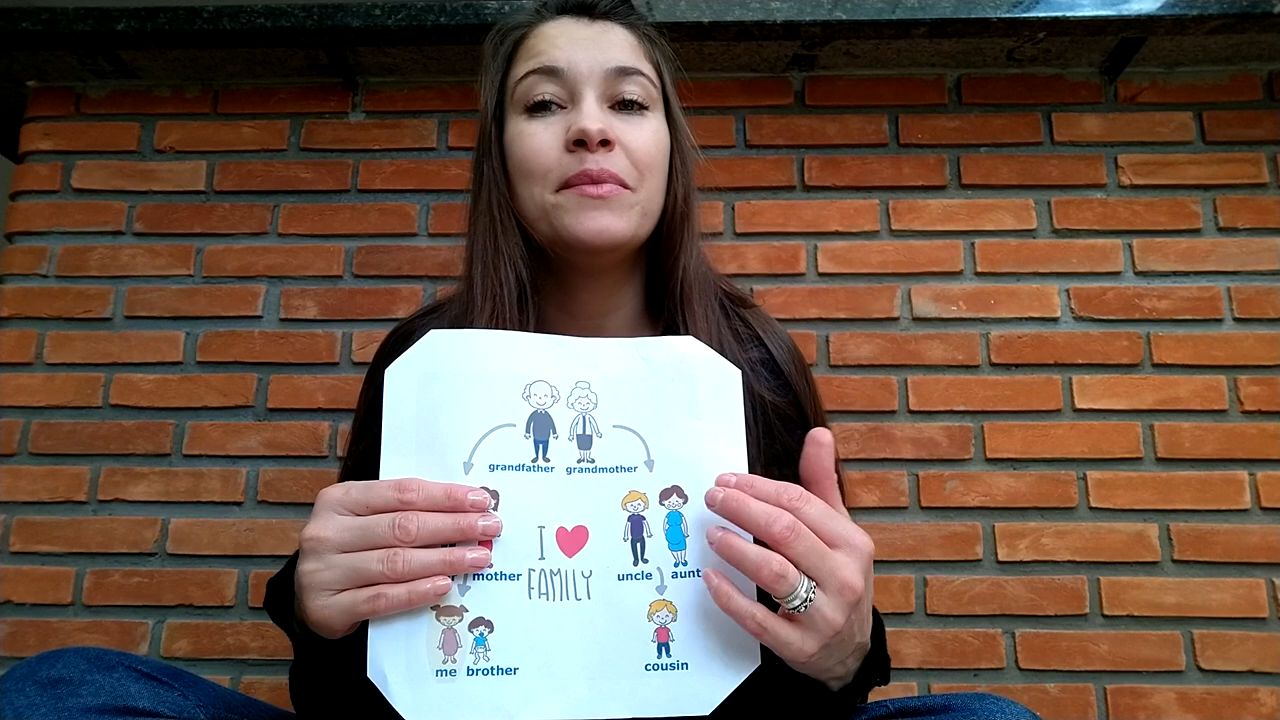 grandfather grandmother
I
FAMILY
mother
uncle aunt
me brother
cousin